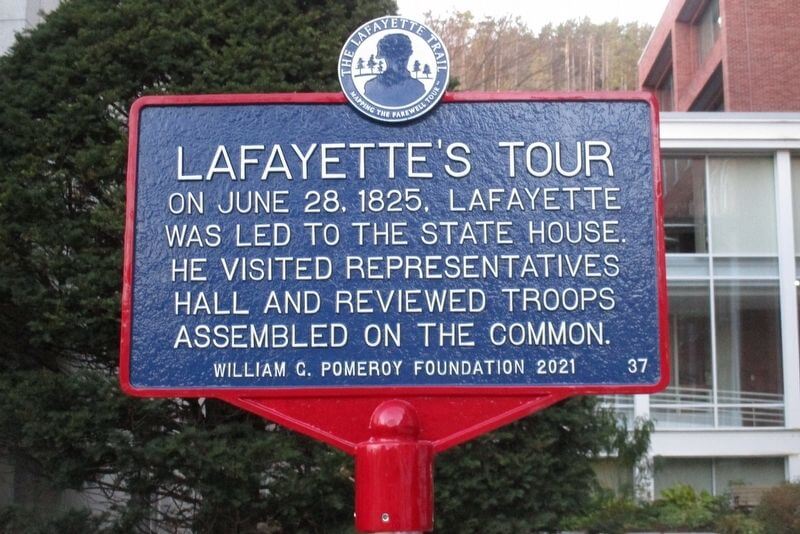 THE LAFAYETTE TRAIL
MAPPING THE FAREWELL TOUR
LAFAYETTE'S TOUR
ON JUNE 28, 1825, LAFAYETTE
WAS LED TO THE STATE HOUSE.
HE VISITED REPRESENTATIVES
HALL AND REVIEWED TROOPS
ASSEMBLED ON THE COMMON.
WILLIAM G. POMEROY FOUNDATION 2021 37